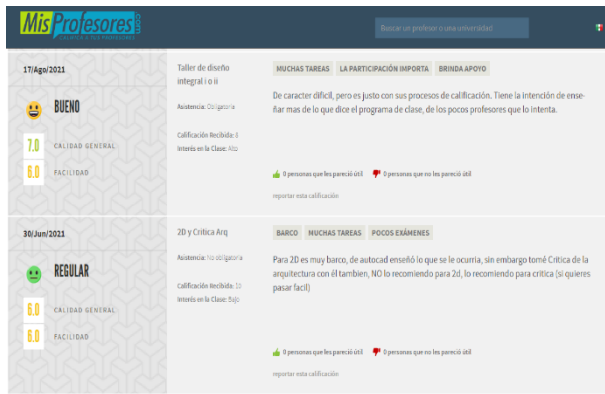 MisProfesores.com
CALIFICA A TUS PROFESORES
Buscar un profesor o una universidad
17/Ago/2021
BUENO
7.0 CALIDAD GENERAL
6.0 FACILIDAD
Taller de diseño
integral i o ii
Asistencia: Obligatoria
Calificación Recibida: 8
Interés en la Clase: Alto
MUCHAS TAREAS LA PARTICIPACIÓN IMPORTA BRINDA APOYO
De caracter dificil, pero es justo con sus procesos de calificación. Tiene la intención de ense-
ñar mas de lo que dice el programa de clase, de los pocos profesores que lo intenta.
0 personas que les pareció útil 0 personas que no les pareció útil
reportar esta calificación
30/Jun/2021
REGULAR
6.0 CALIDAD GENERAL
6.0 FACILIDAD
2D y Critica Arq
Asistencia: No obligatoria
Calificación Recibida: 10
Interés en la Clase: Bajo
BARCO MUCHAS TAREAS POCOS EXÁMENES
Para 2D es muy barco, de autocad enseñó lo que se le ocurria, sin embargo tomé Critica de la
arquitectura con él tambien, NO lo recomiendo para 2d, lo recomiendo para critica (si quieres
pasar facil)
0 personas que les pareció útil 0 personas que no les pareció útil
reportar esta calificación